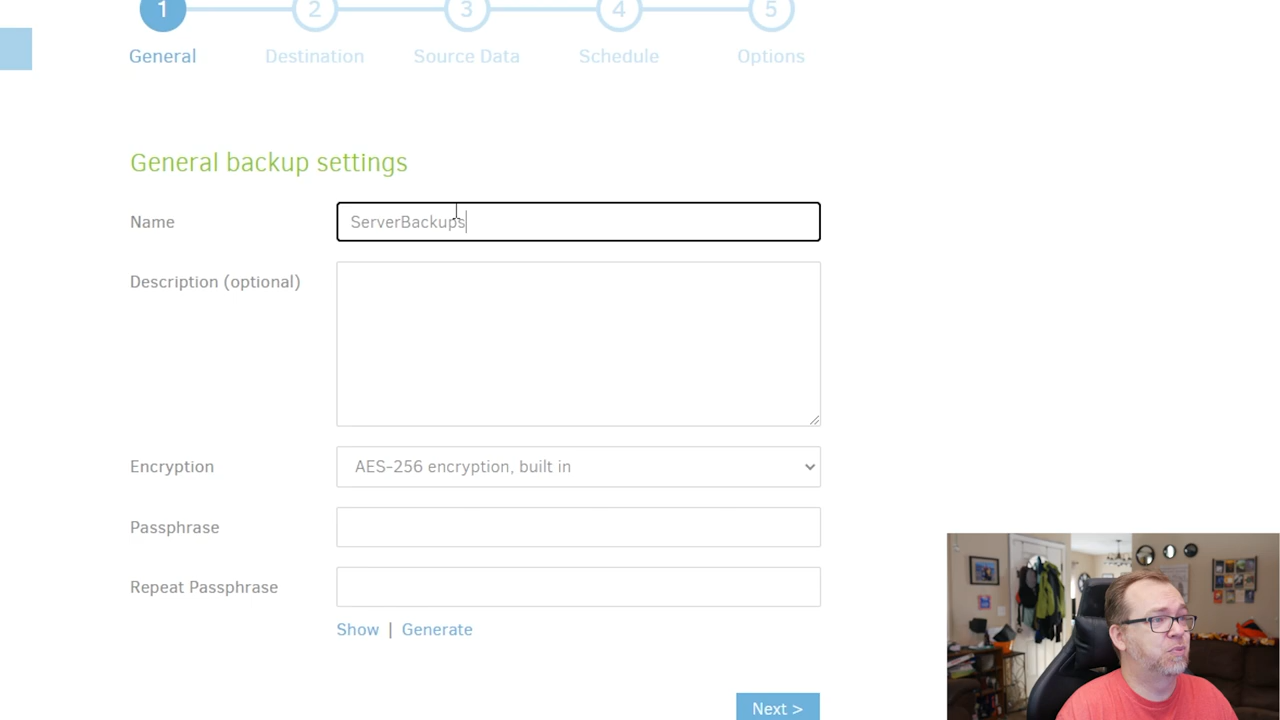 1 2 3 4 5
General Destination Source Data Schedule Options
General backup settings
Name ServerBackups
Description (optional)
Encryption AES-256 encryption, built in
Passphrase
Repeat Passphrase
Show | Generate
Next >